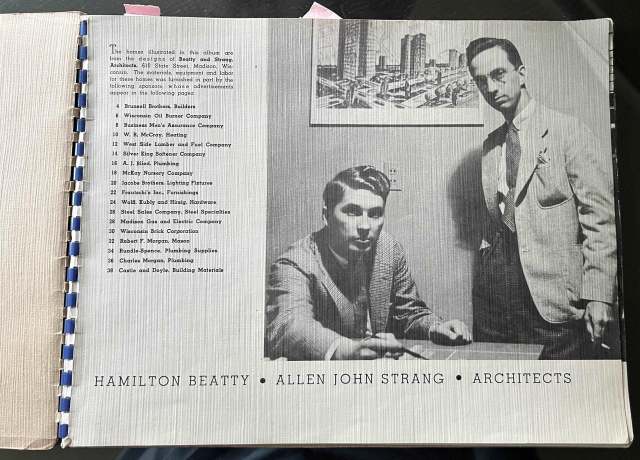 The homes illustrated in this album are
from the designs of Beatty and Strang,
Architects, 610 State Street, Madison, Wis-
consin. The materials, equipment and labor
for these homes was furnished in part by the
following sponsors whose advertisements
appear in the following pages:
4 Brunsell Brothers, Builders
6 Wisconsin Oil Burner Company
8 Business Men's Assurance Company
10 W. R. McCroy, Heating
12 West Side Lumber and Fuel Company
14 Silver King Softener Company
16 A. J. Blied, Plumbing
18 McKay Nursery Company
20 Jacobs Brothers, Lighting Fixtures
22 Frautschi's Inc., Furnishings
24 Wolff, Kubly and Hirsig, Hardware
26 Steel Sales Company, Steel Specialties
28 Madison Gas and Electric Company
30 Wisconsin Brick Corporation
32 Robert F. Morgan, Mason
34 Rundle-Spence, Plumbing Supplies
36 Charles Morgan, Plumbing
38 Castle and Doyle, Building Materials
HAMILTON BEATTY • ALLEN JOHN STRANG • ARCHITECTS